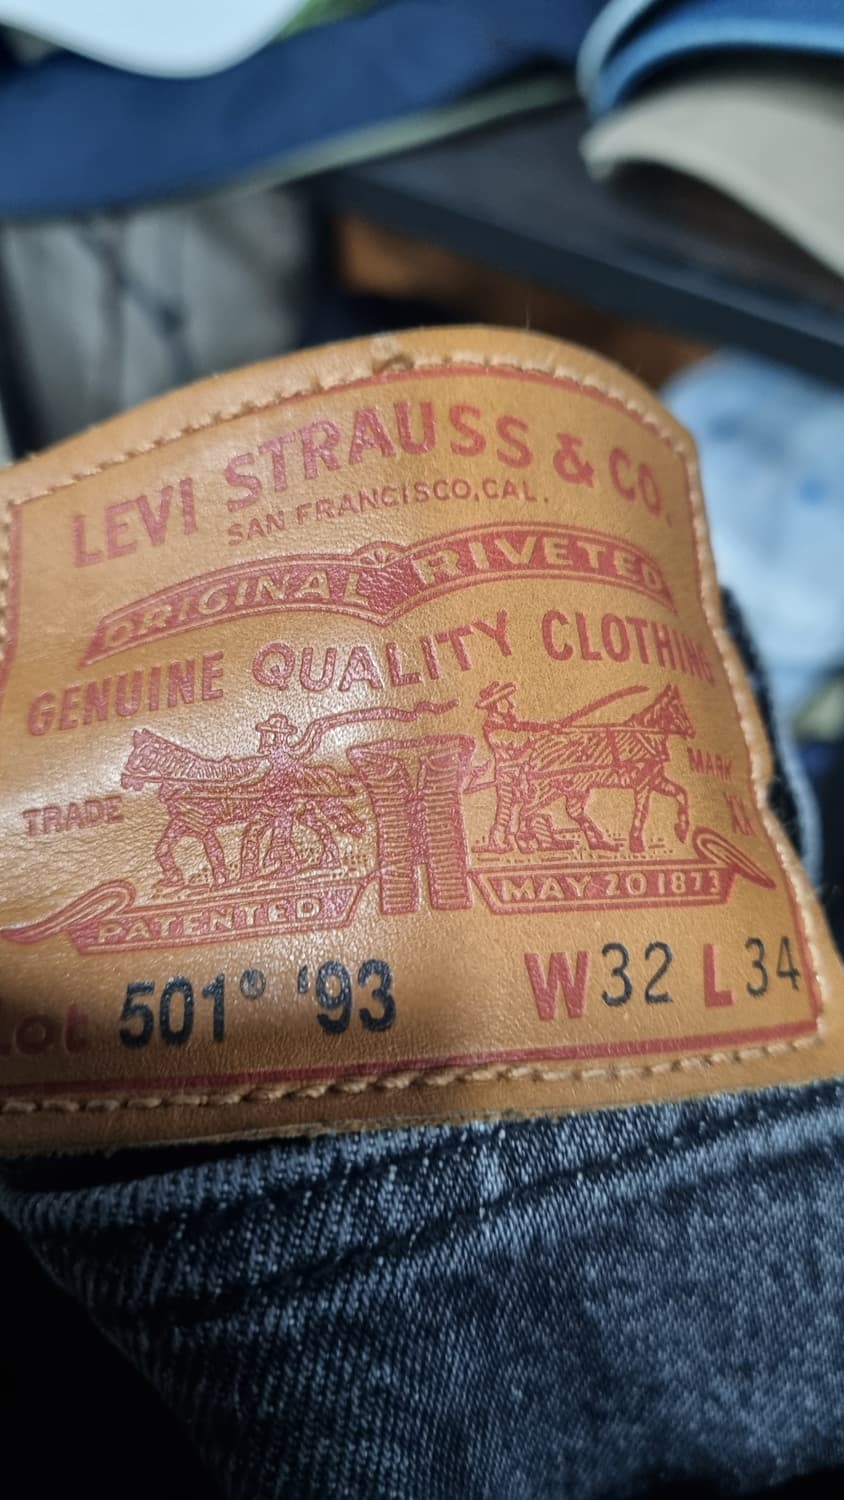 LEVI STRAUSS & CO.
SAN FRANCISCO, CAL.
ORIGINAL RIVETED
GENUINE QUALITY CLOTHING
TRADE MARK
XX
PATENTED MAY 20 1873
Lot 501® '93 W32 L34